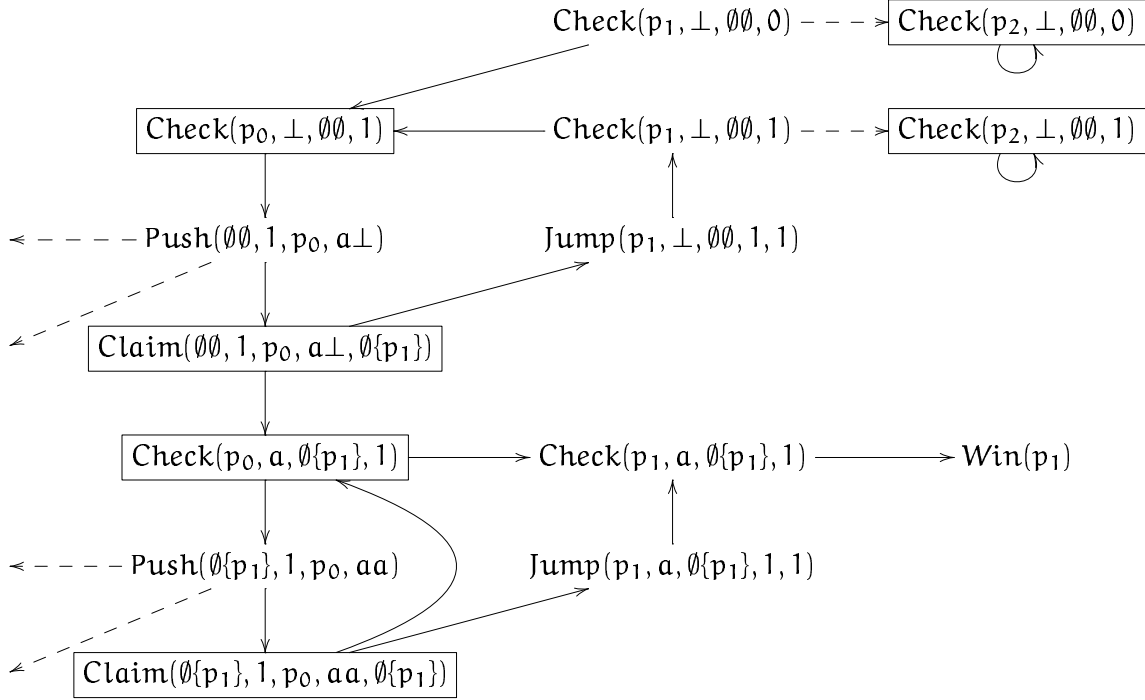 Check(p₁, ⊥, ∅∅, 0) Check(p₂, ⊥, ∅∅, 0)
Check(p₀, ⊥, ∅∅, 1) Check(p₁, ⊥, ∅∅, 1) Check(p₂, ⊥, ∅∅, 1)
Push(∅∅, 1, p₀, a⊥) Jump(p₁, ⊥, ∅∅, 1, 1)
Claim(∅∅, 1, p₀, a⊥, ∅{p₁})
Check(p₀, a, ∅{p₁}, 1) Check(p₁, a, ∅{p₁}, 1) Win(p₁)
Push(∅{p₁}, 1, p₀, aa) Jump(p₁, a, ∅{p₁}, 1, 1)
Claim(∅{p₁}, 1, p₀, aa, ∅{p₁})